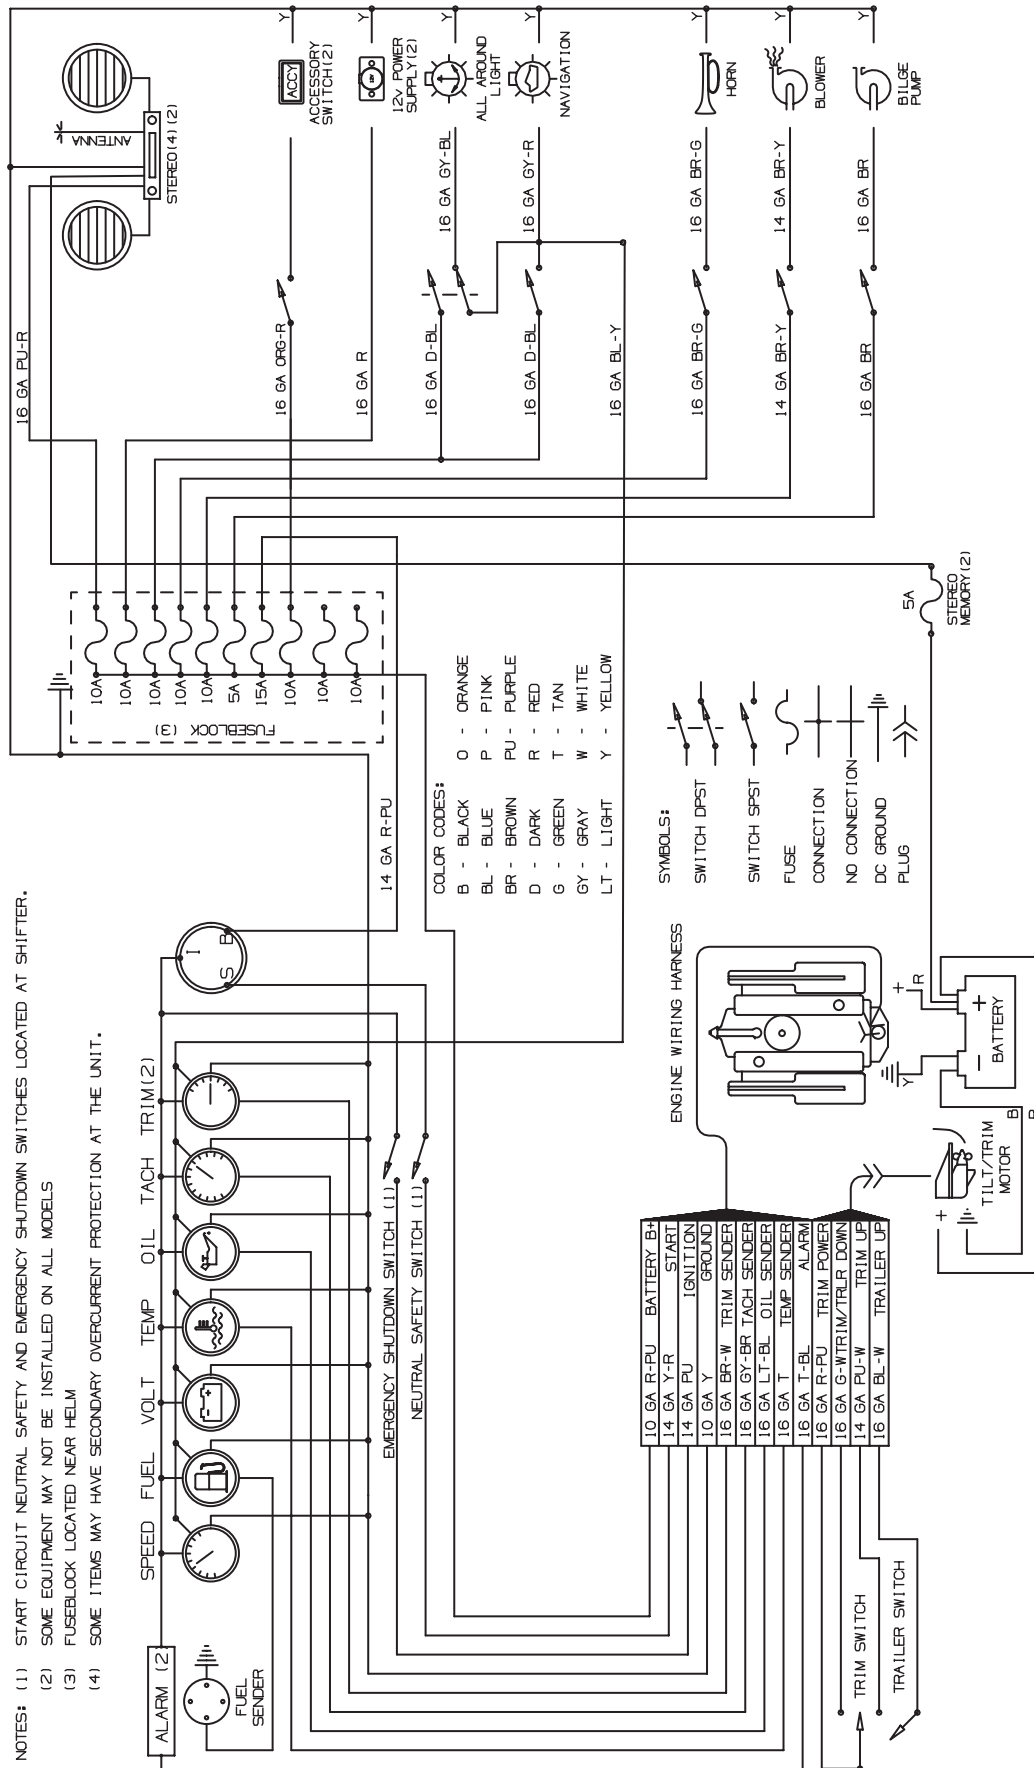 NOTES: (1) START CIRCUIT NEUTRAL SAFETY AND EMERGENCY SHUTDOWN SWITCHES LOCATED AT SHIFTER.
(2) SOME EQUIPMENT MAY NOT BE INSTALLED ON ALL MODELS
(3) FUSEBLOCK LOCATED NEAR HELM
(4) SOME ITEMS MAY HAVE SECONDARY OVERCURRENT PROTECTION AT THE UNIT.
ALARM (2)
FUEL
SENDER
SPEED
FUEL
VOLT
TEMP
OIL
TACH
TRIM(2)
I
B
S
EMERGENCY SHUTDOWN SWITCH (1)
NEUTRAL SAFETY SWITCH (1)
14 GA R-PU
FUSEBLOCK (3)
10A
10A
10A
10A
10A
5A
15A
10A
10A
10A
ANTENNA
STEREO(4)(2)
16 GA PU-R
ACCY
ACCESSORY
SWITCH(2)
Y
16 GA ORG-R
12V
12v POWER
SUPPLY(2)
Y
16 GA R
ALL AROUND
LIGHT
Y
16 GA GY-BL
16 GA D-BL
NAVIGATION
Y
16 GA GY-R
16 GA D-BL
16 GA BL-Y
HORN
Y
16 GA BR-G
16 GA BR-G
BLOWER
Y
14 GA BR-Y
14 GA BR-Y
BILGE
PUMP
Y
16 GA BR
16 GA BR
5A
STEREO
MEMORY(2)
COLOR CODES:
B - BLACK O - ORANGE
BL - BLUE P - PINK
BR - BROWN PU - PURPLE
D - DARK R - RED
G - GREEN T - TAN
GY - GRAY W - WHITE
LT - LIGHT Y - YELLOW
SYMBOLS:
SWITCH DPST
SWITCH SPST
FUSE
CONNECTION
NO CONNECTION
DC GROUND
PLUG
ENGINE WIRING HARNESS
10 GA R-PU BATTERY B+
14 GA Y-R START
14 GA PU IGNITION
10 GA Y GROUND
16 GA BR-W TRIM SENDER
16 GA GY-BR TACH SENDER
16 GA LT-BL OIL SENDER
16 GA T TEMP SENDER
16 GA T-BL ALARM
16 GA R-PU TRIM POWER
16 GA G-WTRIM/TRLR DOWN
14 GA PU-W TRIM UP
16 GA BL-W TRAILER UP
TRIM SWITCH
TRAILER SWITCH
TILT/TRIM
MOTOR
+
B
Y
+
R
- +
BATTERY